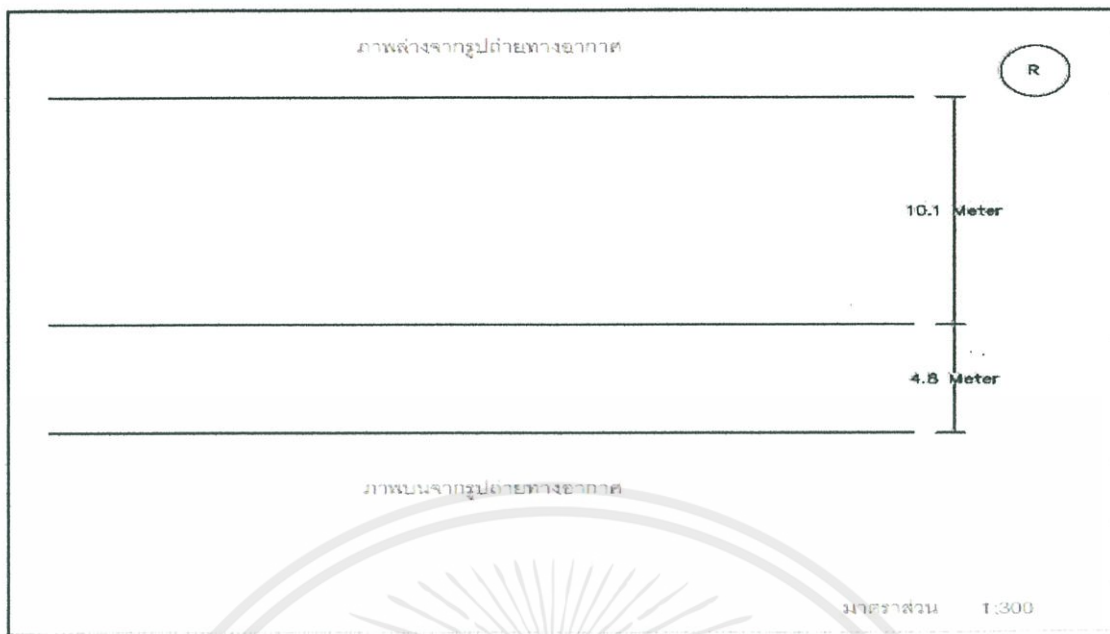 ภาพล่างจากรูปถ่ายทางอากาศ
R
10.1 Meter
4.8 Meter
ภาพบนจากรูปถ่ายทางอากาศ
มาตราส่วน 1:300